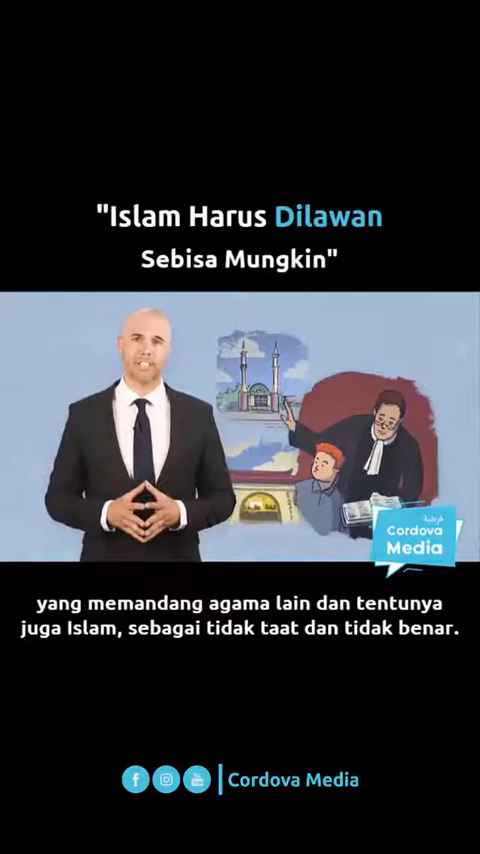 "Islam Harus Dilawan
Sebisa Mungkin"
قرطبة
Cordova
Media
yang memandang agama lain dan tentunya
juga Islam, sebagai tidak taat dan tidak benar.
Cordova Media